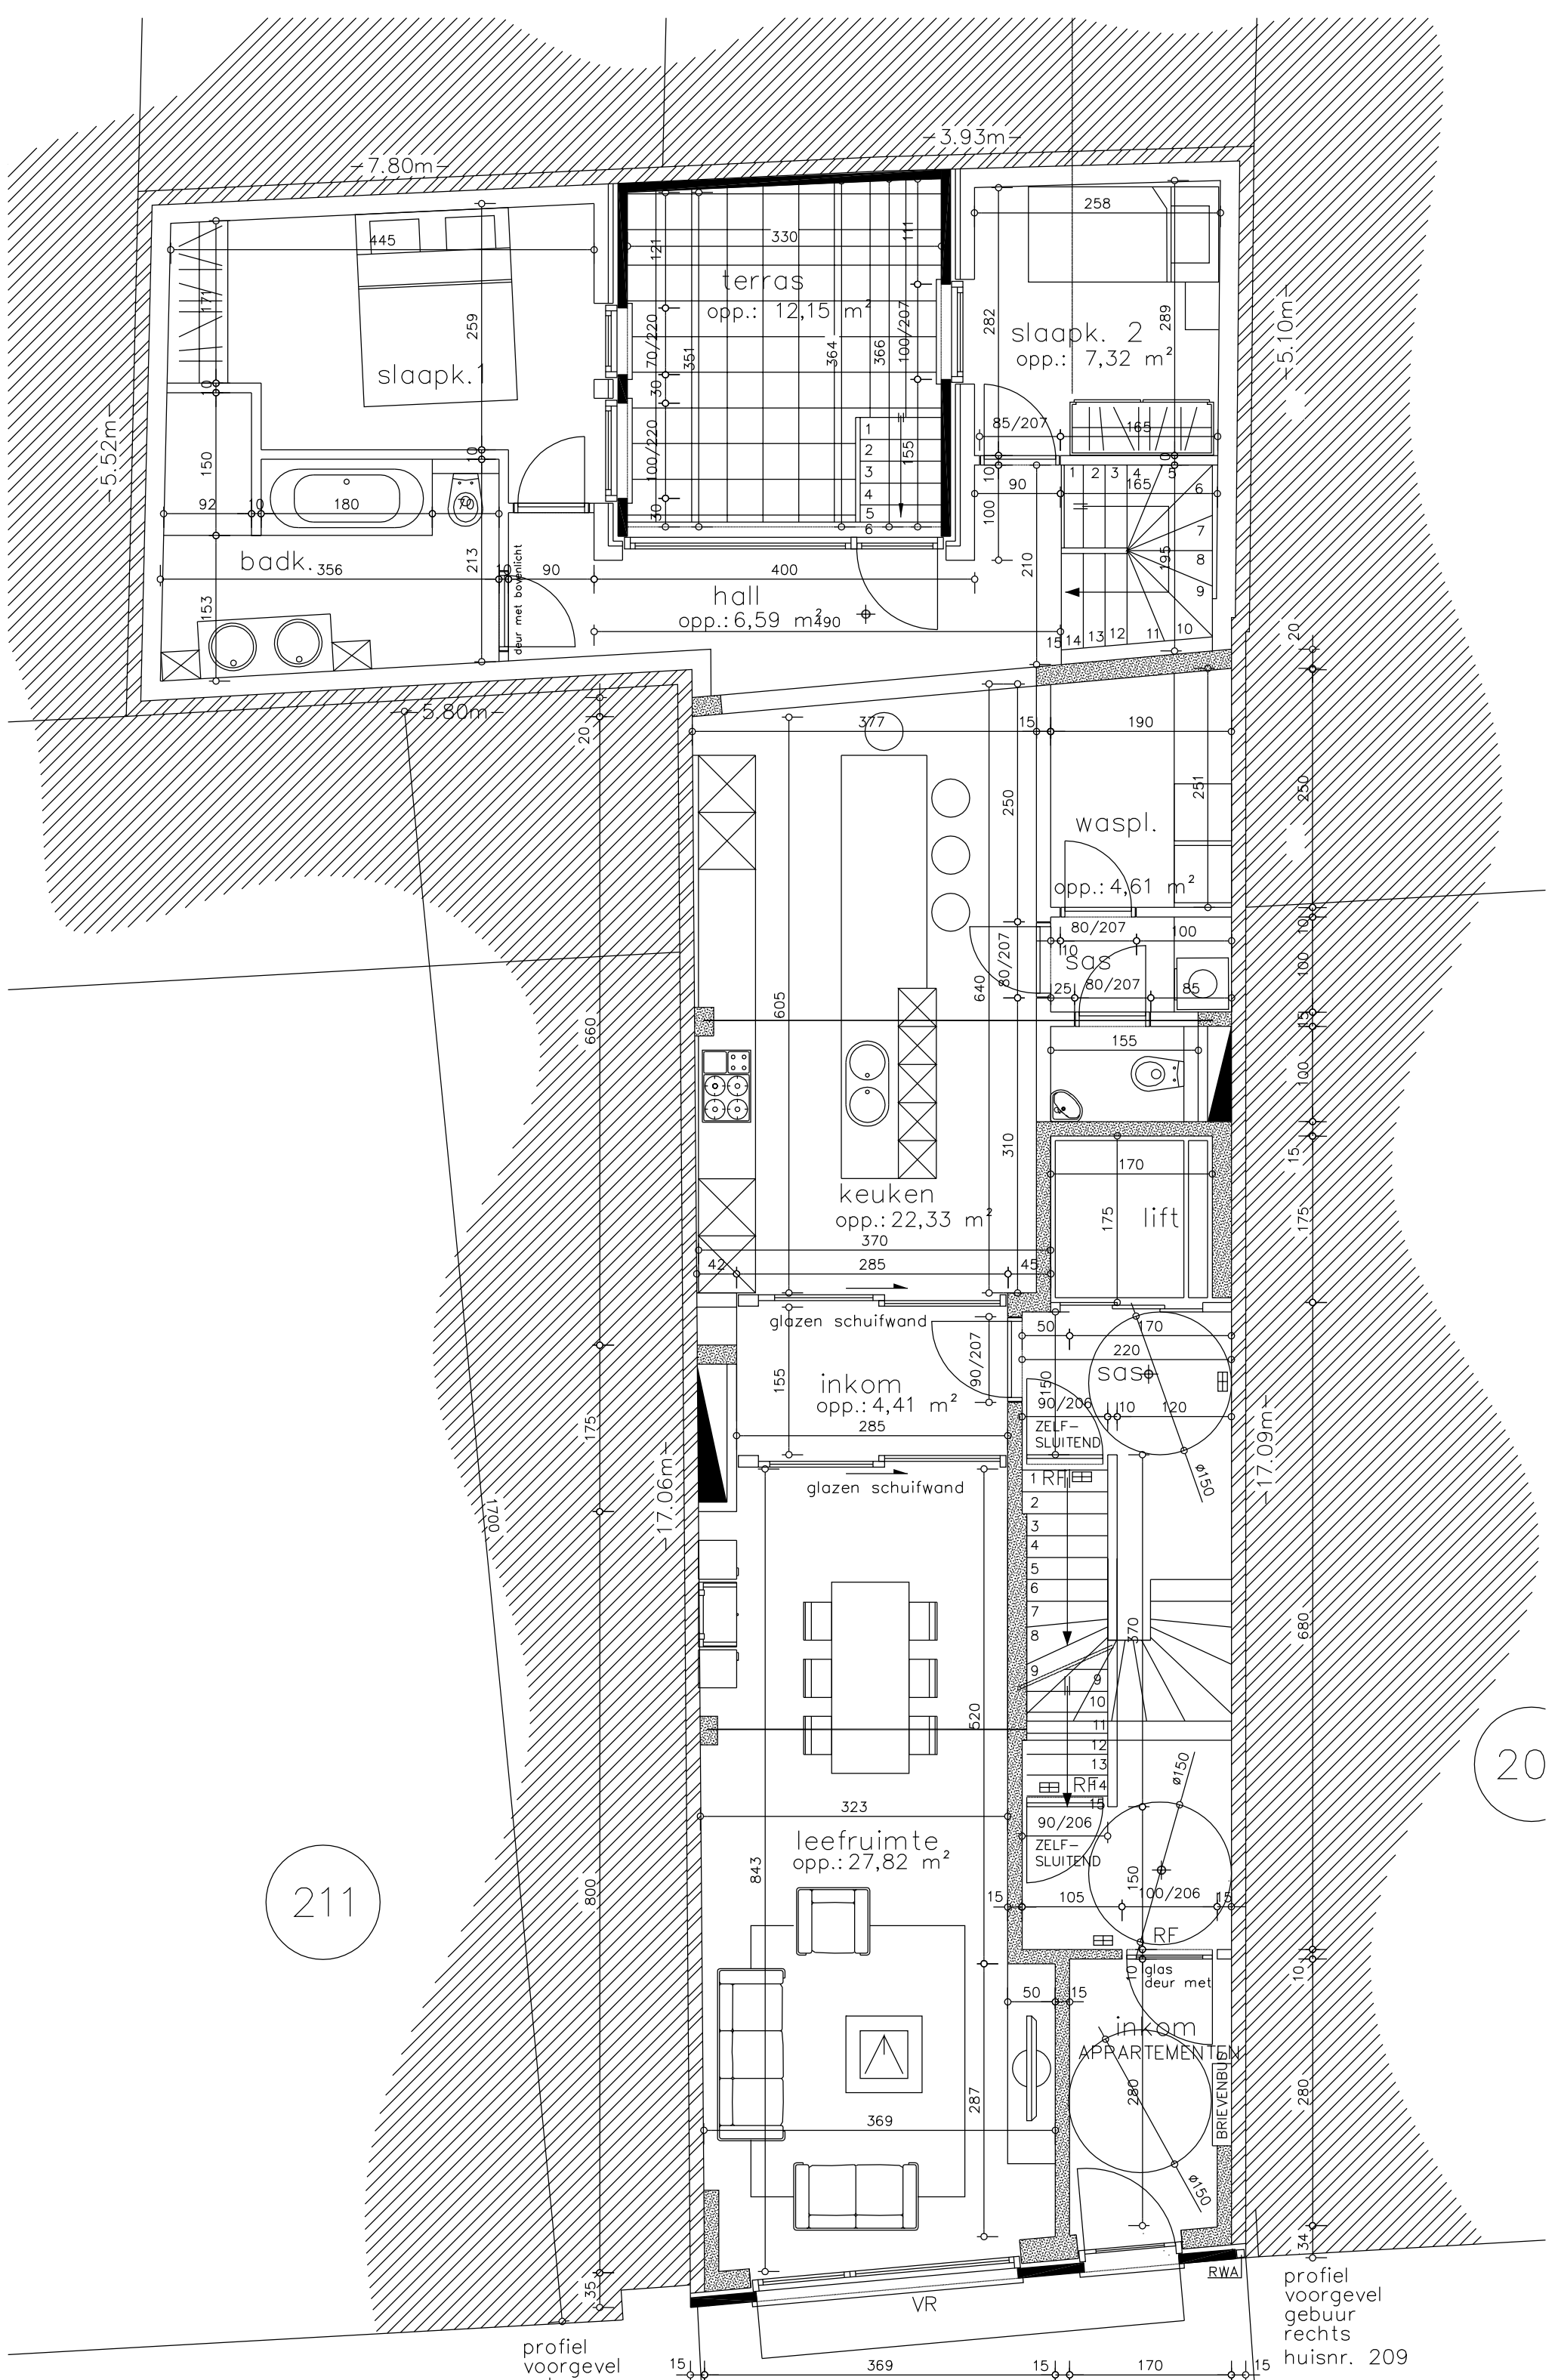 -7.80m-
-3.93m-
445
171
259
slaapk.1
330
121
111
terras
opp.: 12,15 m²
70/220
351
364
366
100/207
30
100/220
30
155
1
2
3
4
5
6
258
282
289
slaapk. 2
opp.: 7,32 m²
-5.10m-
85/207
165
-5.52m-
10
150
10
92
10
180
70
70
badk.
356
213
10
90
400
deur met bovenlicht
153
hall
opp.: 6,59 m²
490
10
100
90
10
165
210
195
15
1
2
3
4
5
6
7
8
9
10
11
12
13
14
20
-5.80m-
20
377
15
190
250
251
250
waspl.
opp.: 4,61 m²
80/207
100
10
10
sas
80/207
25
80/207
85
100
15
640
605
660
155
100
15
310
170
175
lift
175
keuken
opp.: 22,33 m²
370
42
285
45
glazen schuifwand
50
170
220
90/207
155
inkom
opp.: 4,41 m²
285
sas
150
90/206
10
120
ZELF-
SLUITEND
ø150
175
-17.06m-
-17.09m-
1700
glazen schuifwand
RF
1
2
3
4
5
6
7
8
9
9
10
11
12
13
14
15
370
680
520
RF
ø150
20
323
leefruimte
opp.: 27,82 m²
843
800
211
90/206
ZELF-
SLUITEND
150
15
105
100/206
15
RF
10
glas
deur met
10
50
15
inkom
APPARTEMENTEN
280
BRIEVENBUS
280
287
369
ø150
34
35
RWA
VR
profiel
voorgevel
gebuur
rechts
huisnr. 209
profiel
voorgevel
15
369
15
170
15